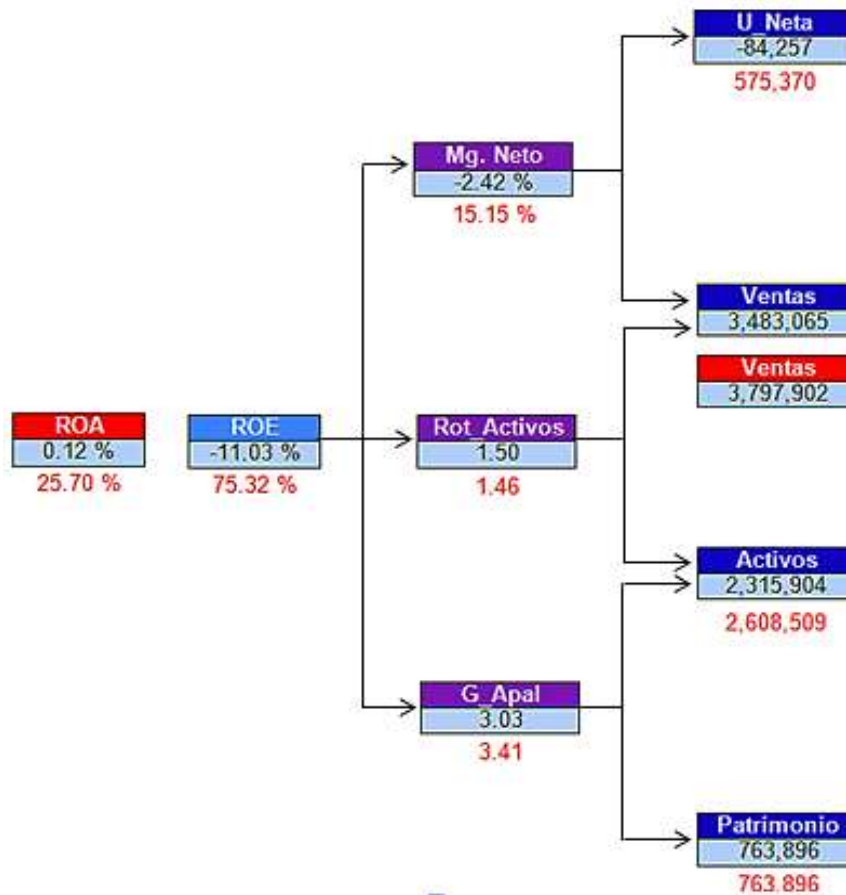 U_Neta
-84,257
575,370
Mg. Neto
-2.42 %
15.15 %
Ventas
3,483,065
Ventas
3,797,902
ROA
0.12 %
25.70 %
ROE
-11.03 %
75.32 %
Rot_Activos
1.50
1.46
Activos
2,315,904
2,608,509
G_Apal
3.03
3.41
Patrimonio
763,896
763,896